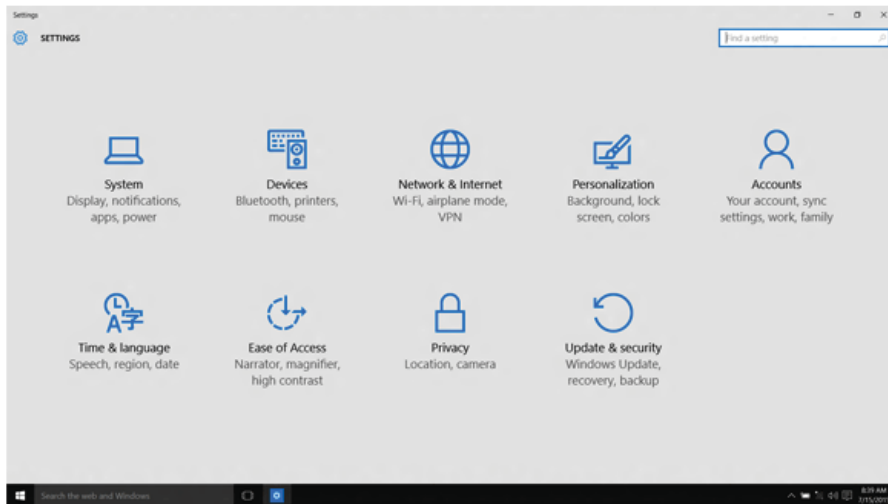 Settings
SETTINGS
Find a setting
System
Display, notifications,
apps, power
Devices
Bluetooth, printers,
mouse
Network & Internet
Wi-Fi, airplane mode,
VPN
Personalization
Background, lock
screen, colors
Accounts
Your account, sync
settings, work, family
A字
Time & language
Speech, region, date
Ease of Access
Narrator, magnifier,
high contrast
Privacy
Location, camera
Update & security
Windows Update,
recovery, backup
Search the web and Windows
8:39 AM